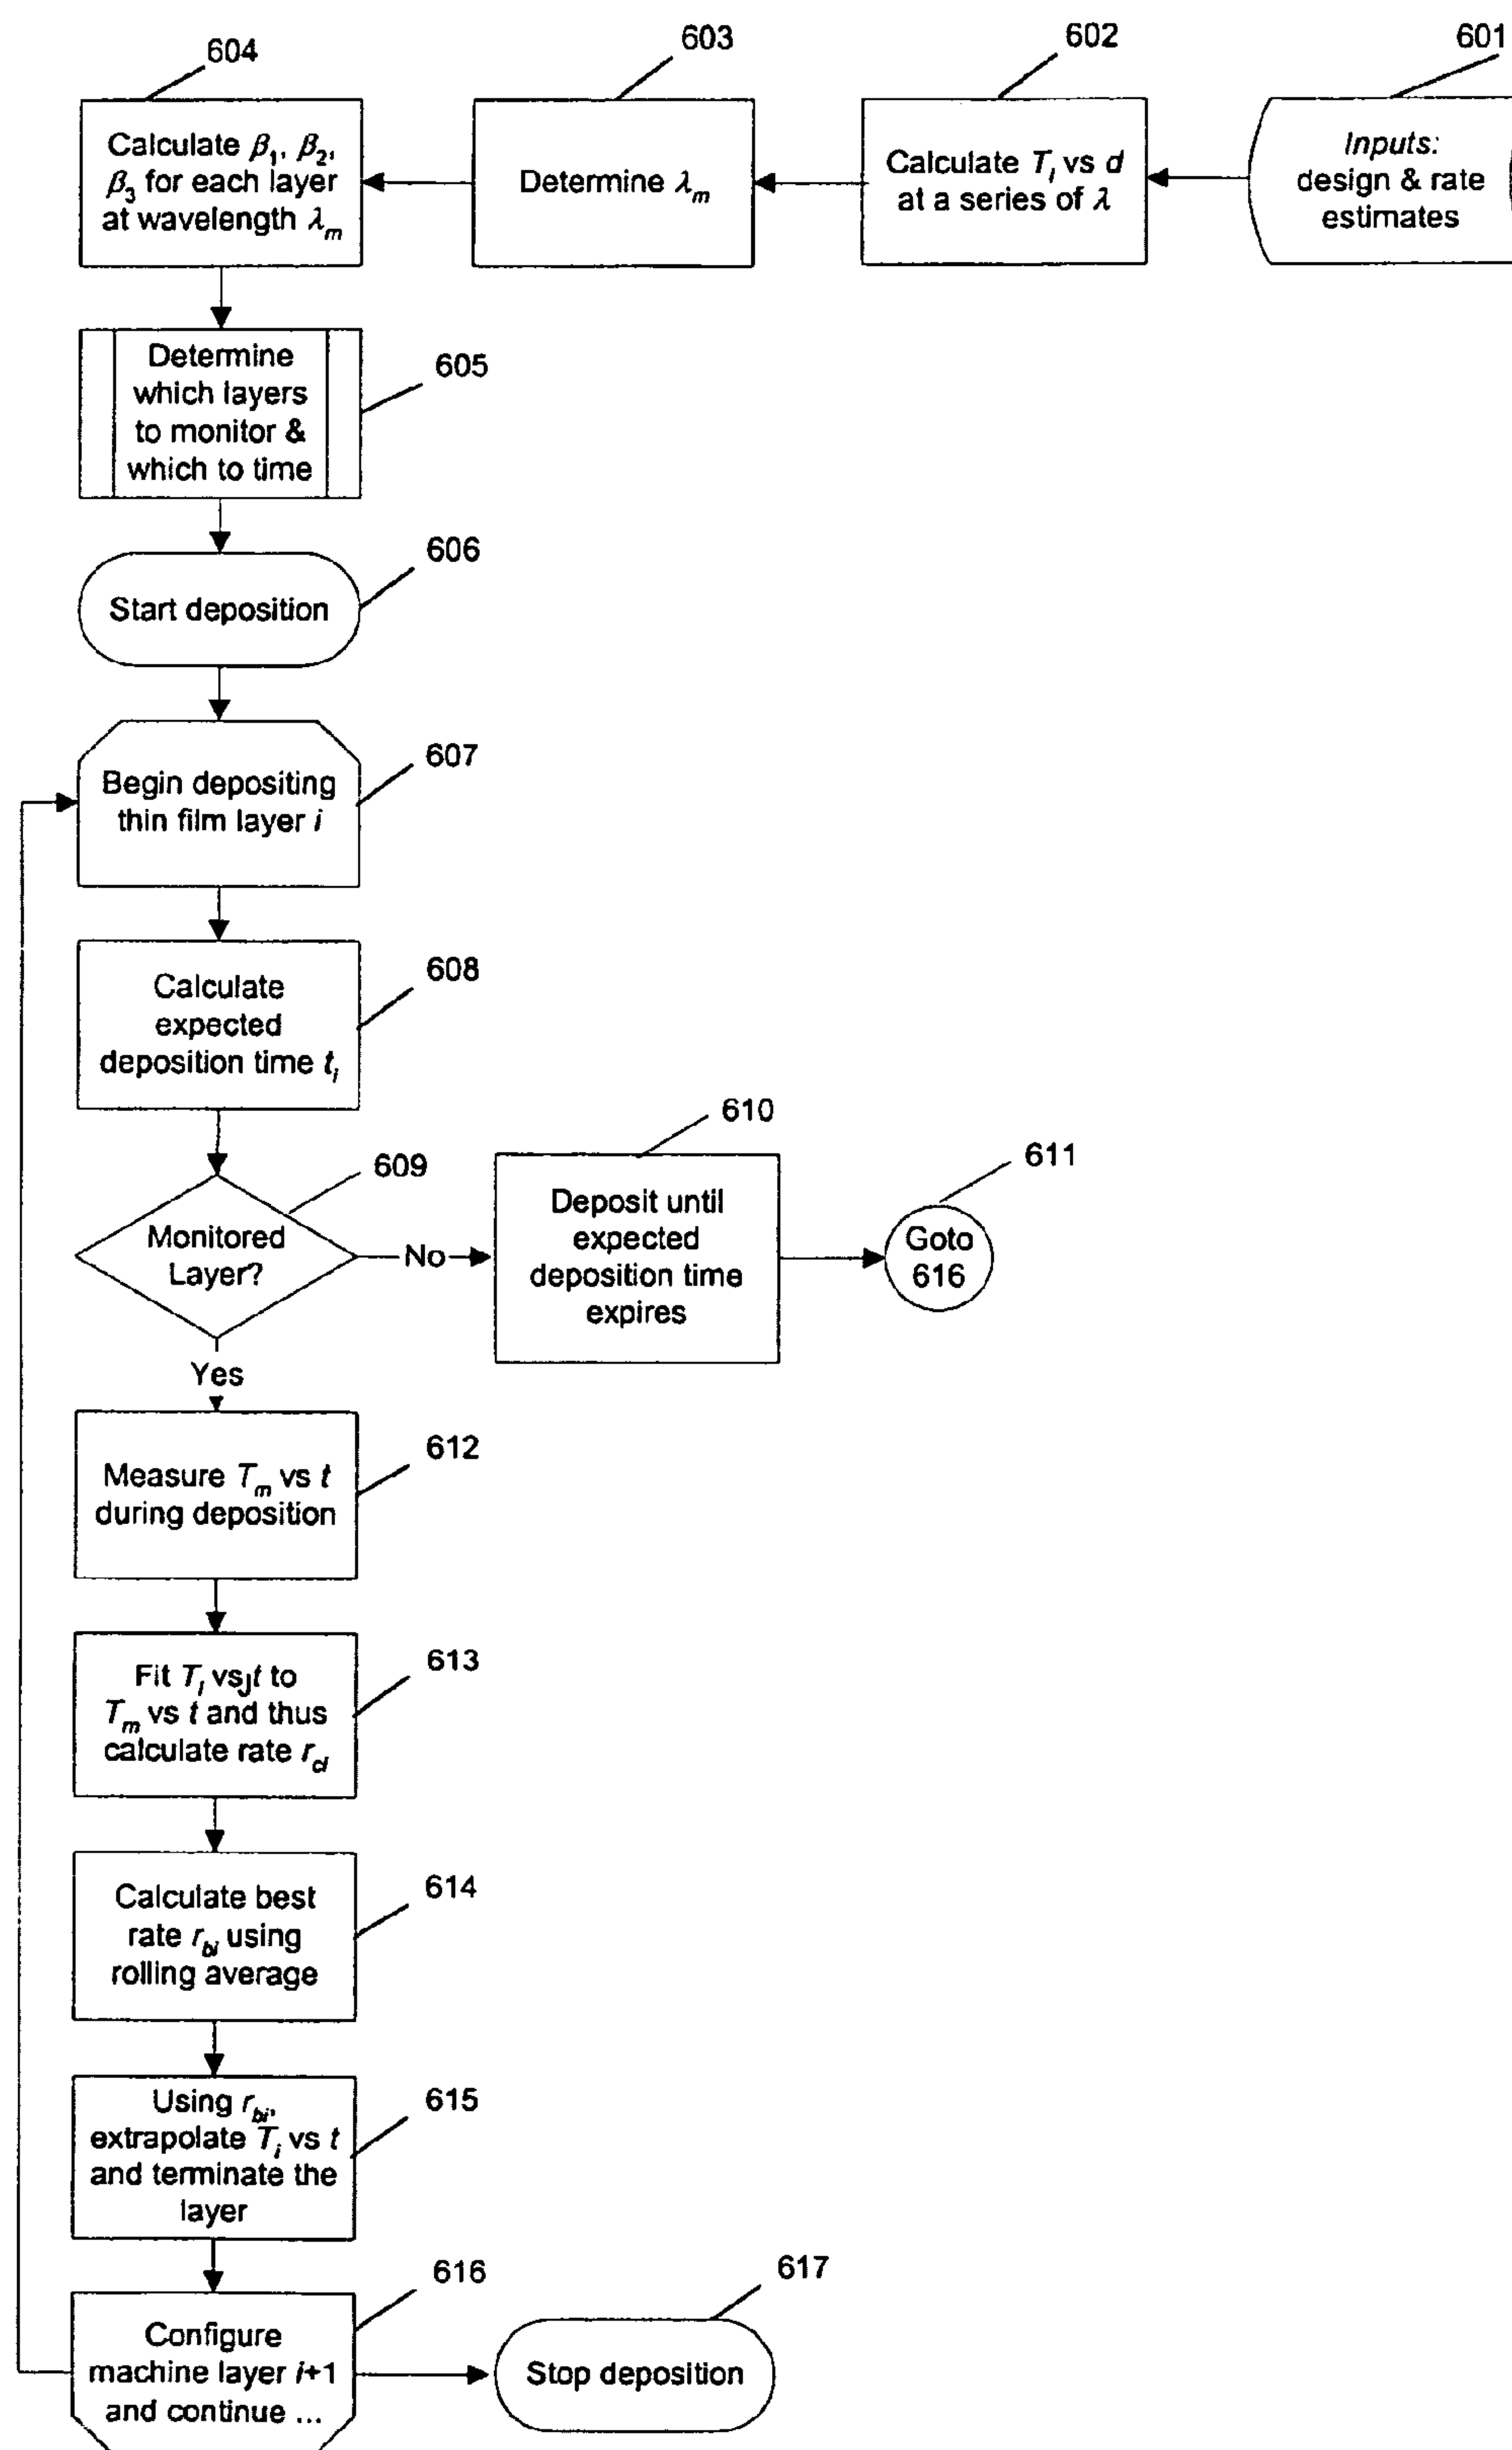 604
603
602
601
Calculate β1, β2,
β3 for each layer
at wavelength λm
Determine λm
Calculate Ti vs d
at a series of λ
Inputs:
design & rate
estimates
Determine
which layers
to monitor &
which to time
605
Start deposition
606
Begin depositing
thin film layer i
607
Calculate
expected
deposition time ti
608
Monitored
Layer?
609
No
Deposit until
expected
deposition time
expires
610
Goto
616
611
Yes
Measure Tm vs t
during deposition
612
Fit Ti vs t to
Tm vs t and thus
calculate rate rci
613
Calculate best
rate rbi using
rolling average
614
Using rbi,
extrapolate Ti vs t
and terminate the
layer
615
Configure
machine layer i+1
and continue ...
616
Stop deposition
617